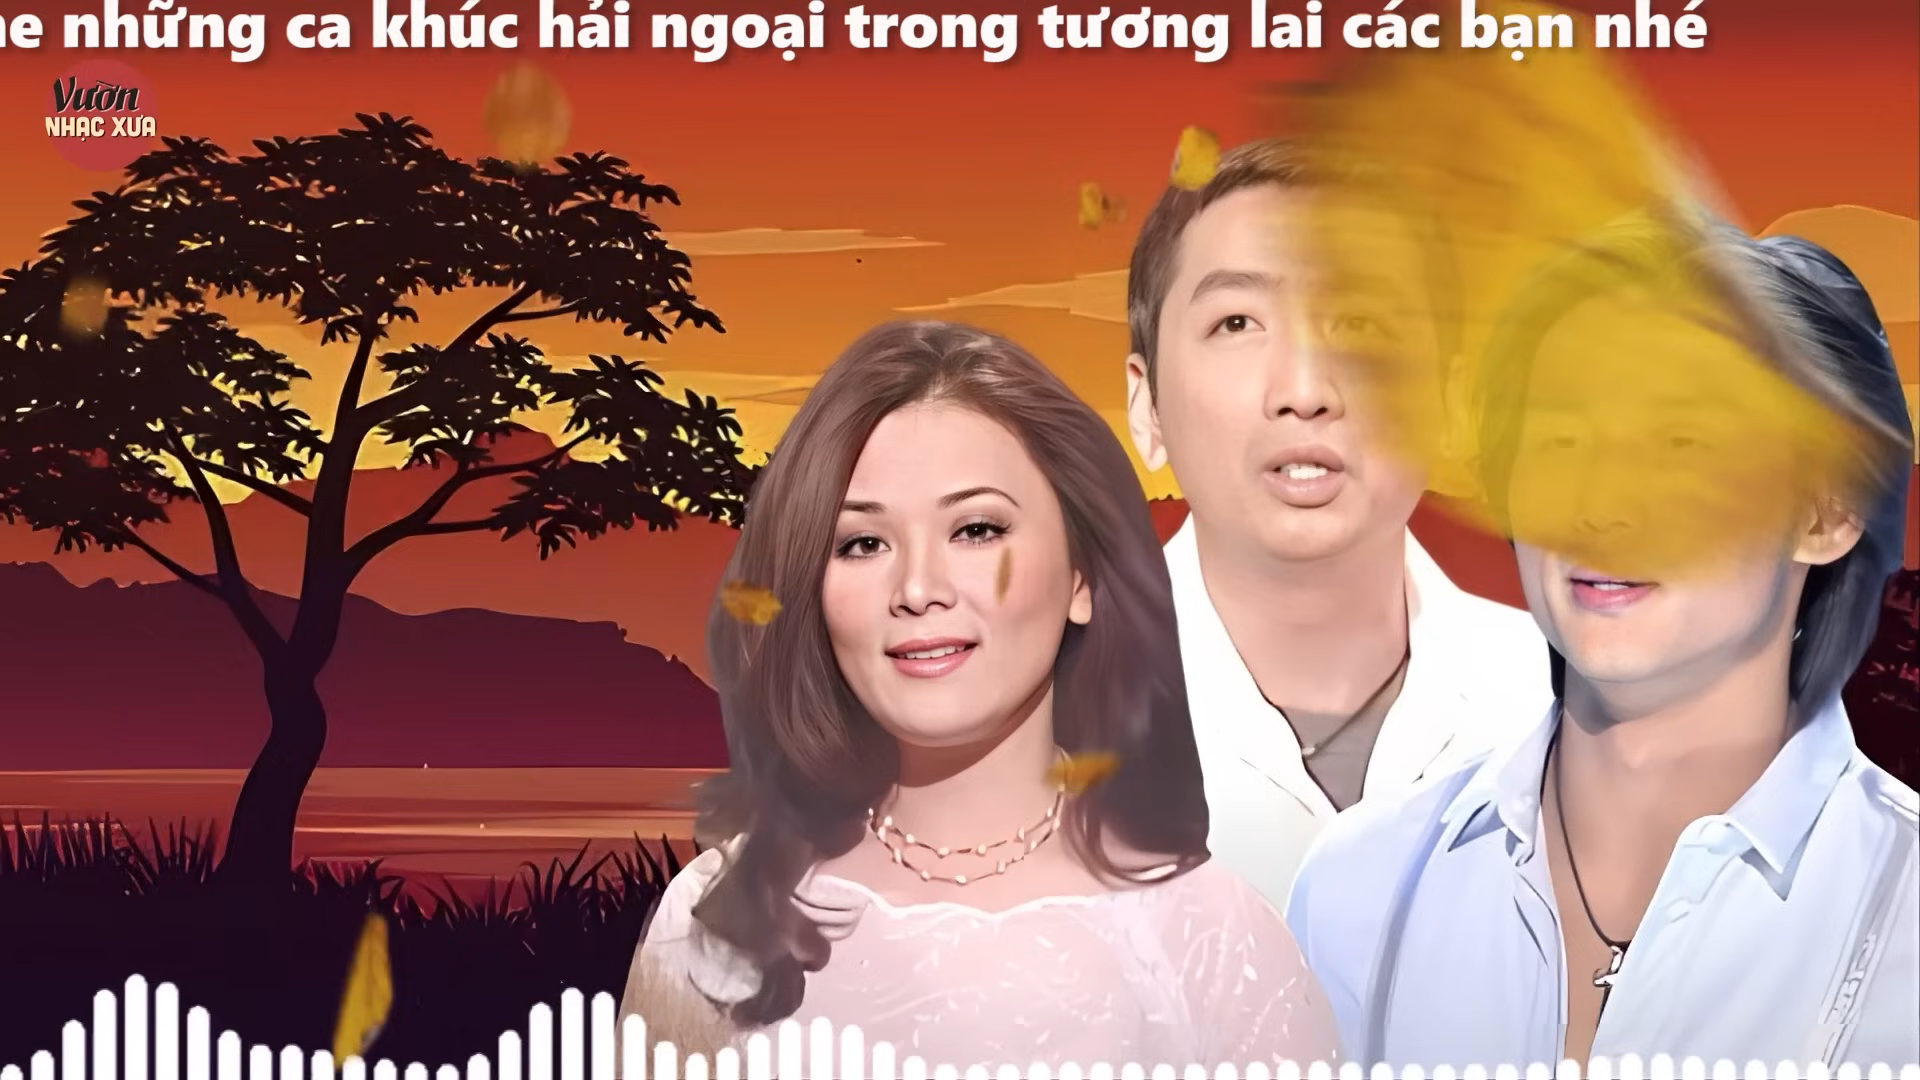 những ca khúc hải ngoại trong tương lai các bạn nhé
Vườn
NHẠC XƯA